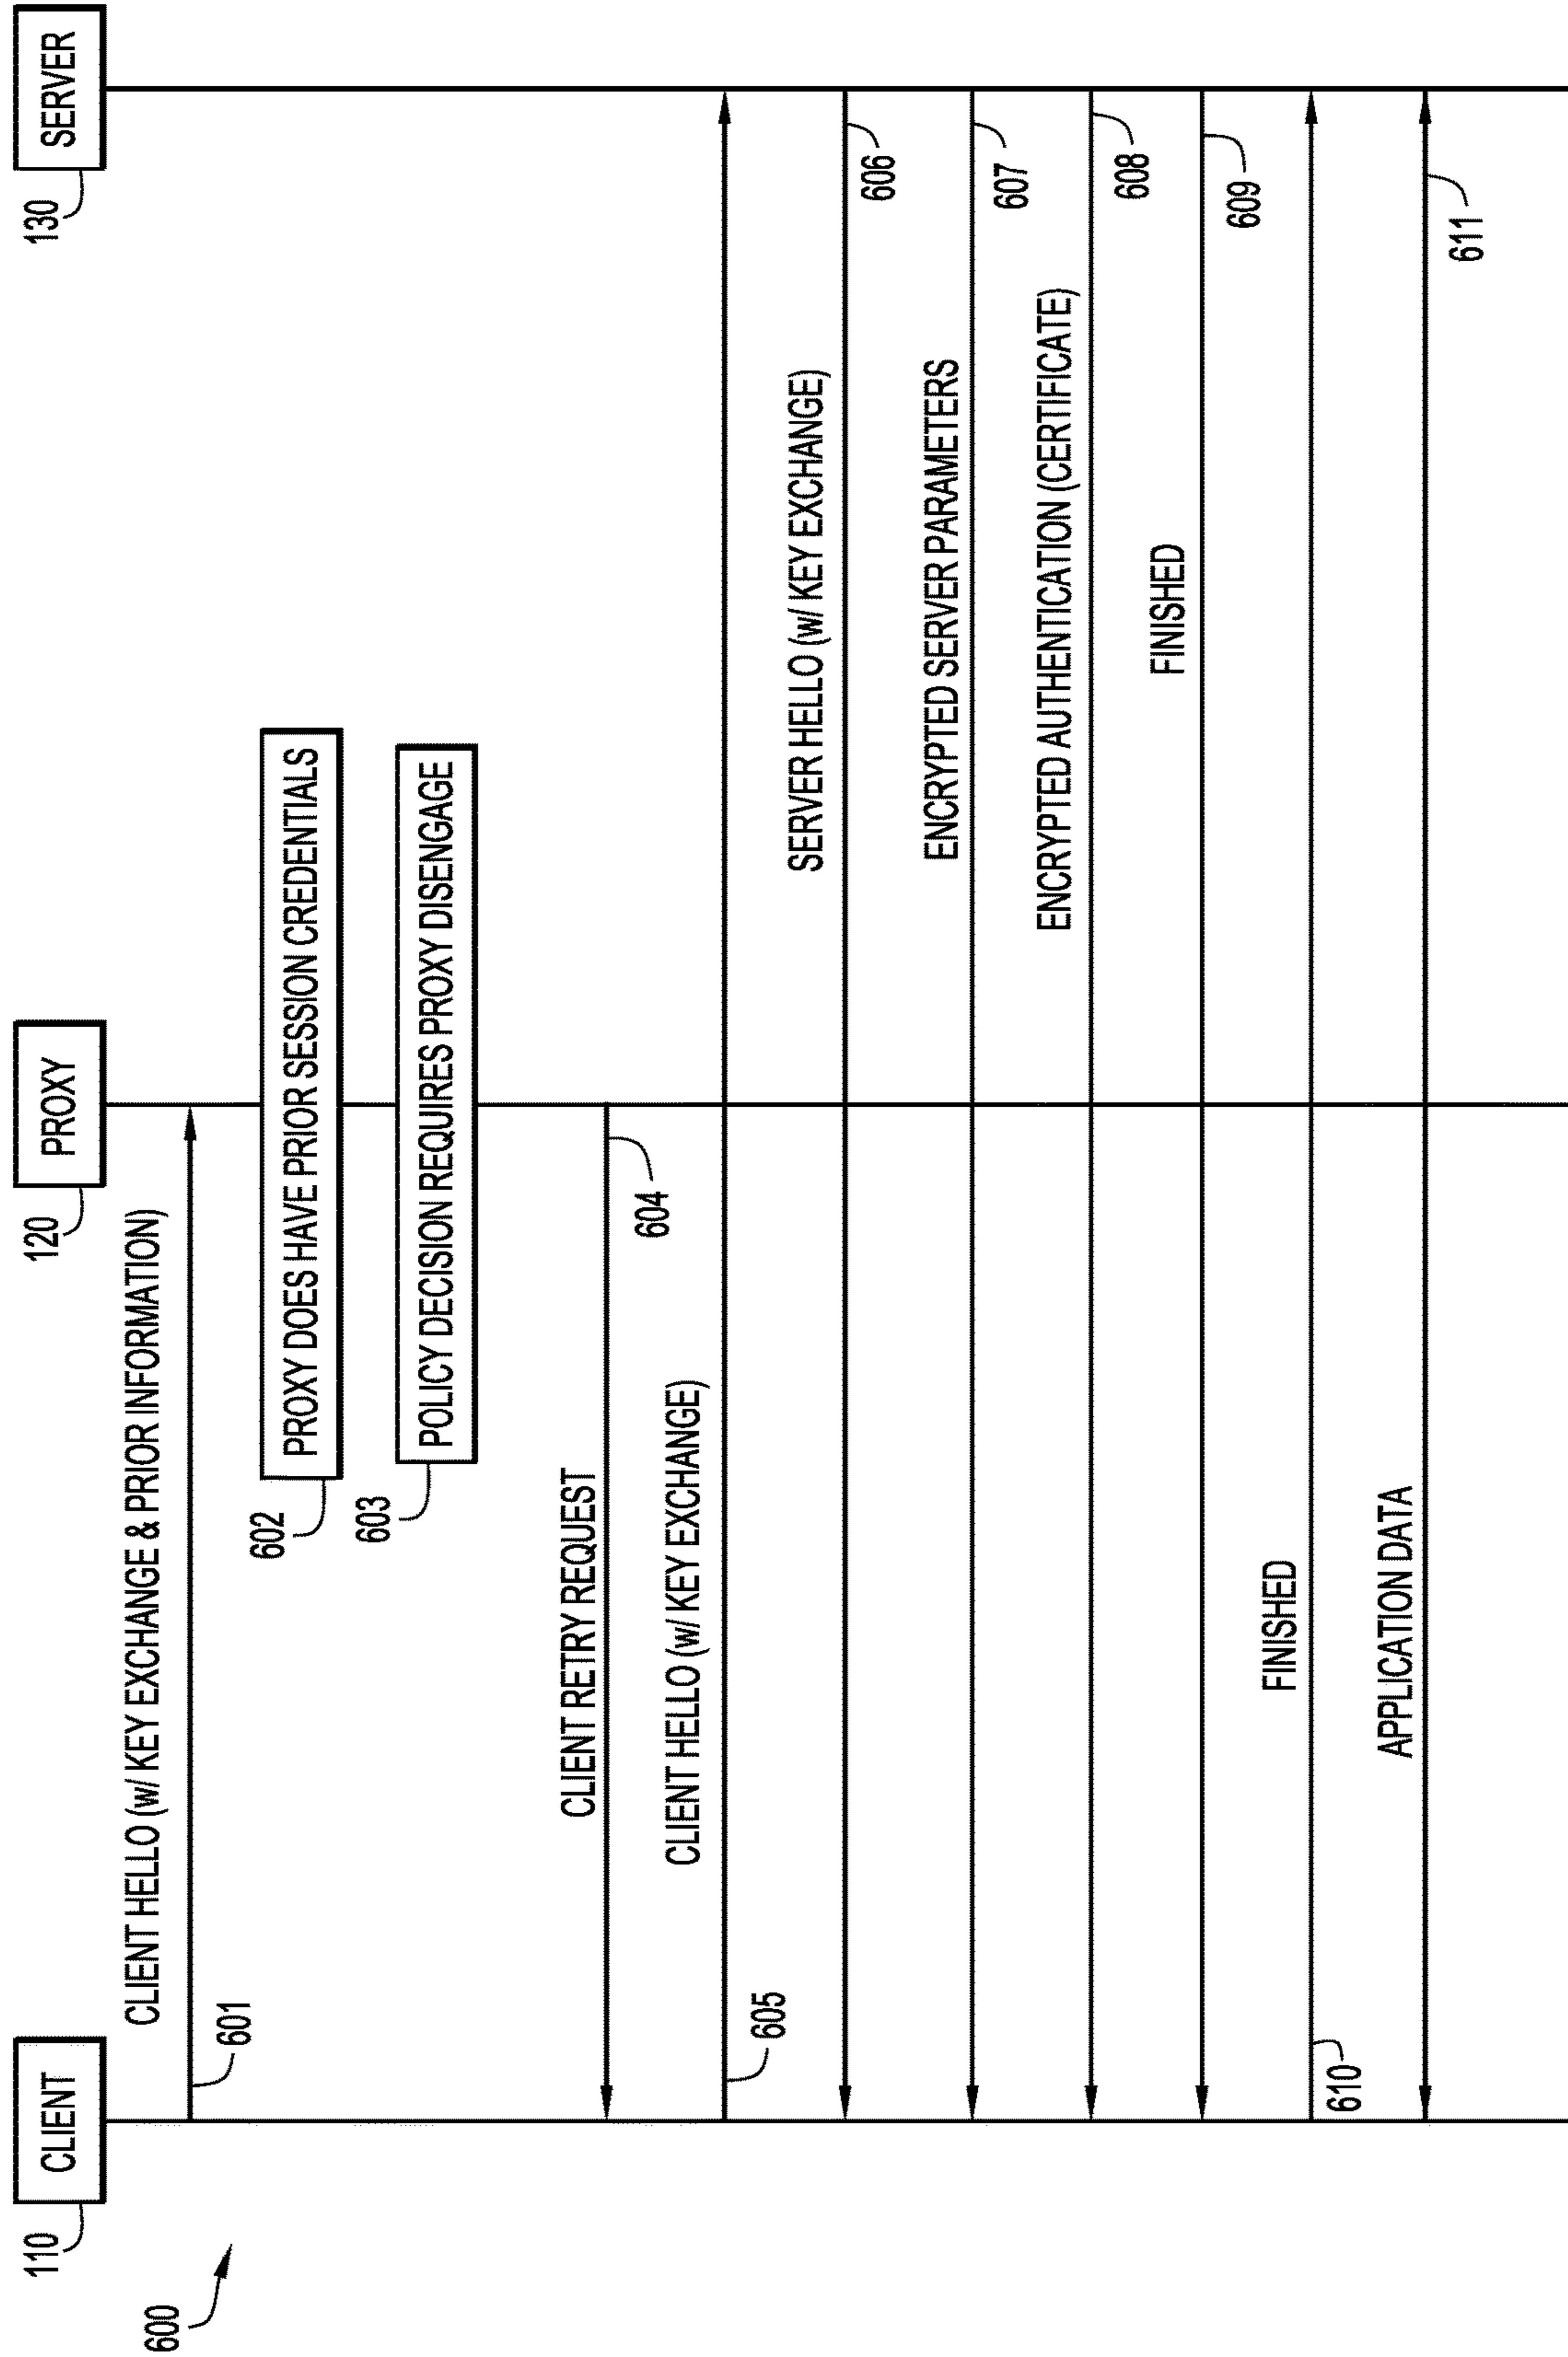 600
110
CLIENT
120
PROXY
130
SERVER
CLIENT HELLO (w/ KEY EXCHANGE & PRIOR INFORMATION)
601
PROXY DOES HAVE PRIOR SESSION CREDENTIALS
602
POLICY DECISION REQUIRES PROXY DISENGAGE
603
CLIENT RETRY REQUEST
604
CLIENT HELLO (w/ KEY EXCHANGE)
605
SERVER HELLO (w/ KEY EXCHANGE)
606
ENCRYPTED SERVER PARAMETERS
607
ENCRYPTED AUTHENTICATION (CERTIFICATE)
608
FINISHED
609
FINISHED
610
APPLICATION DATA
611